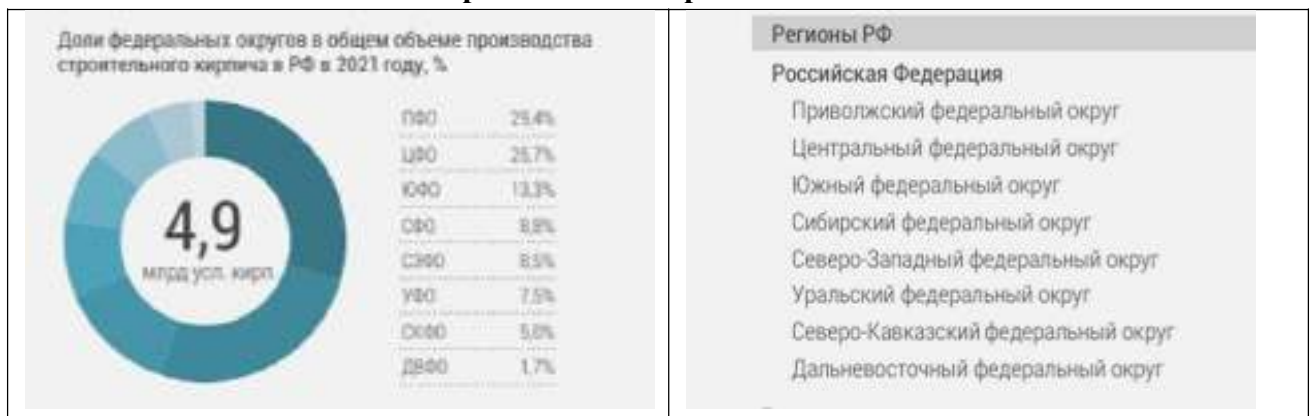 Доли федеральных округов в общем объеме производства
строительного кирпича в РФ в 2021 году, %
ПФО 29,4%
ЦФО 25,7%
ЮФО 13,3%
СФО 8,9%
СЗФО 8,5%
УФО 7,5%
СКФО 5,0%
ДВФО 1,7%
4,9
млрд усл. кирп.
Регионы РФ
Российская Федерация
Приволжский федеральный округ
Центральный федеральный округ
Южный федеральный округ
Сибирский федеральный округ
Северо-Западный федеральный округ
Уральский федеральный округ
Северо-Кавказский федеральный округ
Дальневосточный федеральный округ